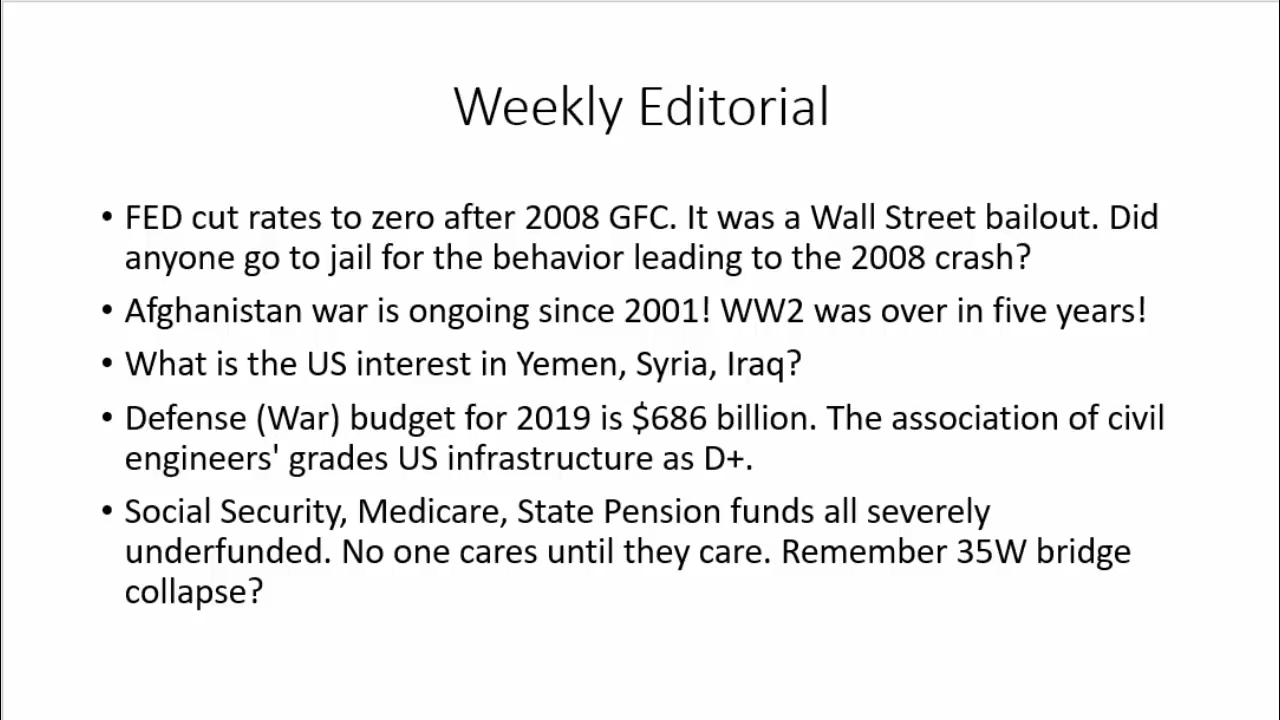 Weekly Editorial
• FED cut rates to zero after 2008 GFC. It was a Wall Street bailout. Did
anyone go to jail for the behavior leading to the 2008 crash?
• Afghanistan war is ongoing since 2001! WW2 was over in five years!
• What is the US interest in Yemen, Syria, Iraq?
• Defense (War) budget for 2019 is $686 billion. The association of civil
engineers' grades US infrastructure as D+.
• Social Security, Medicare, State Pension funds all severely
underfunded. No one cares until they care. Remember 35W bridge
collapse?